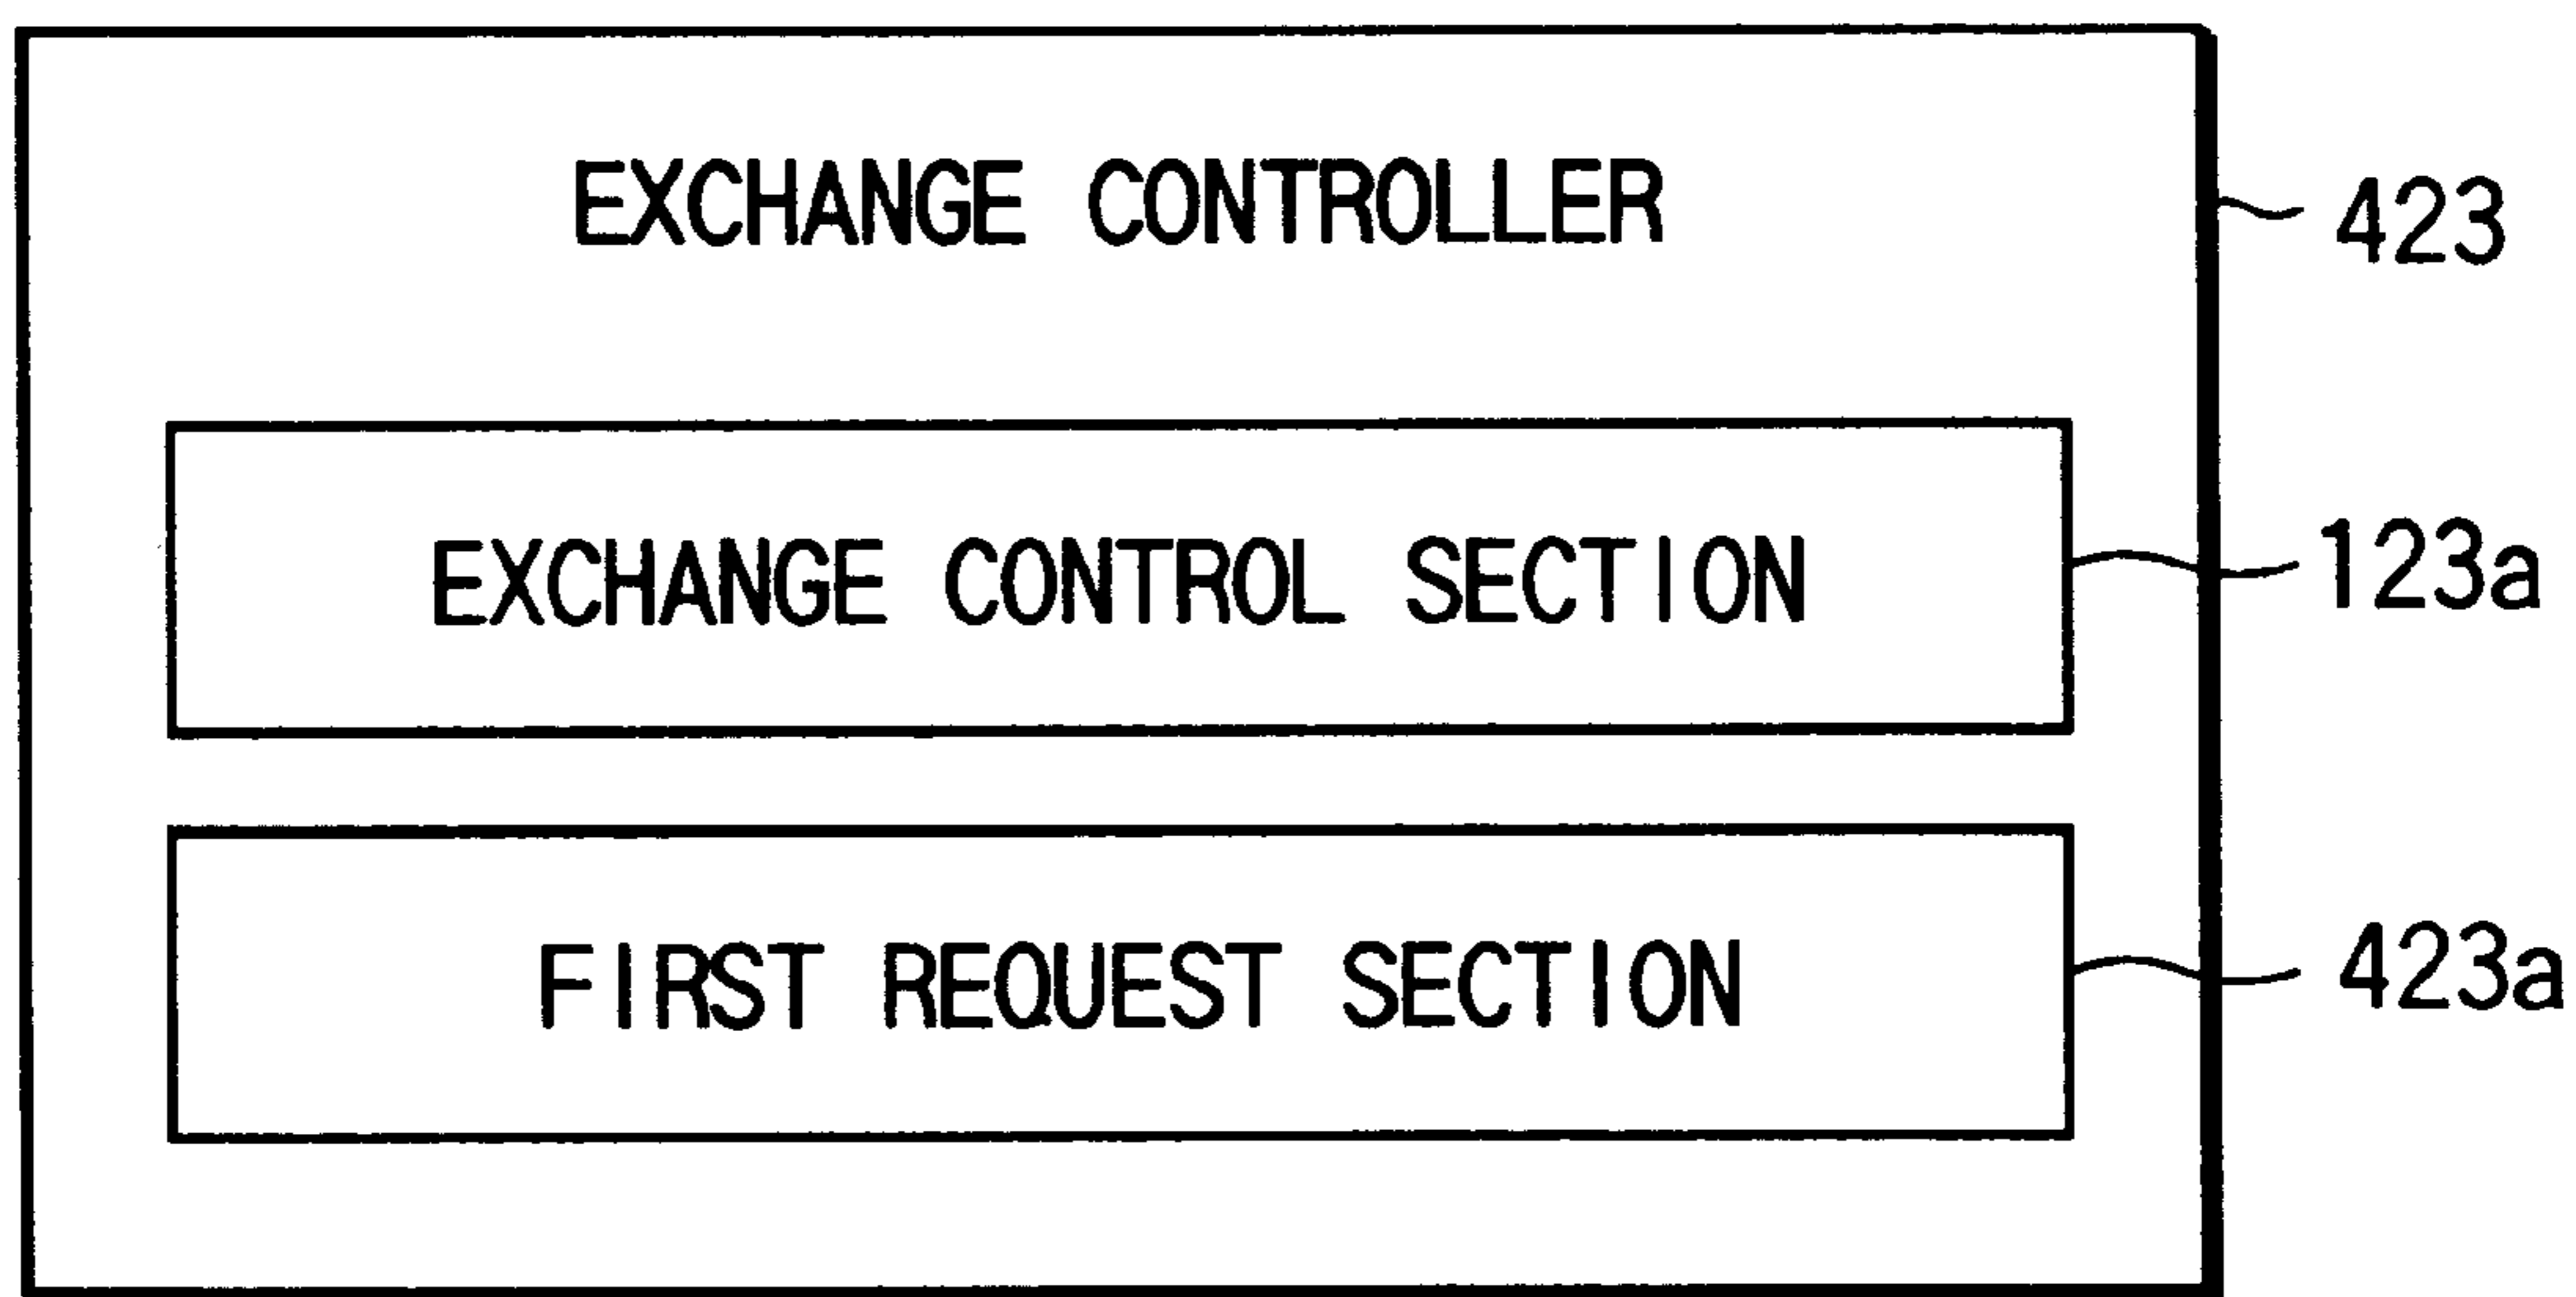 EXCHANGE CONTROLLER
423
EXCHANGE CONTROL SECTION
123a
FIRST REQUEST SECTION
423a